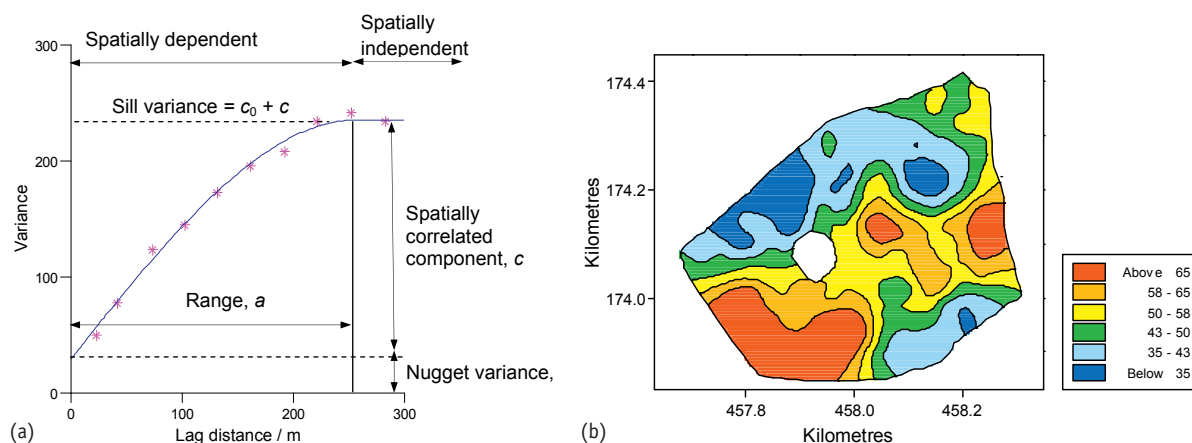 Spatially dependent
Spatially
independent
300
Sill variance = c₀ + c
200
Variance
Spatially
correlated
component, c
100
Range, a
Nugget variance,
0
0 100 200 300
Lag distance / m
(a)
174.4
174.2
Kilometres
174.0
457.8 458.0 458.2
Kilometres
(b)
Above 65
58 - 65
50 - 58
43 - 50
35 - 43
Below 35